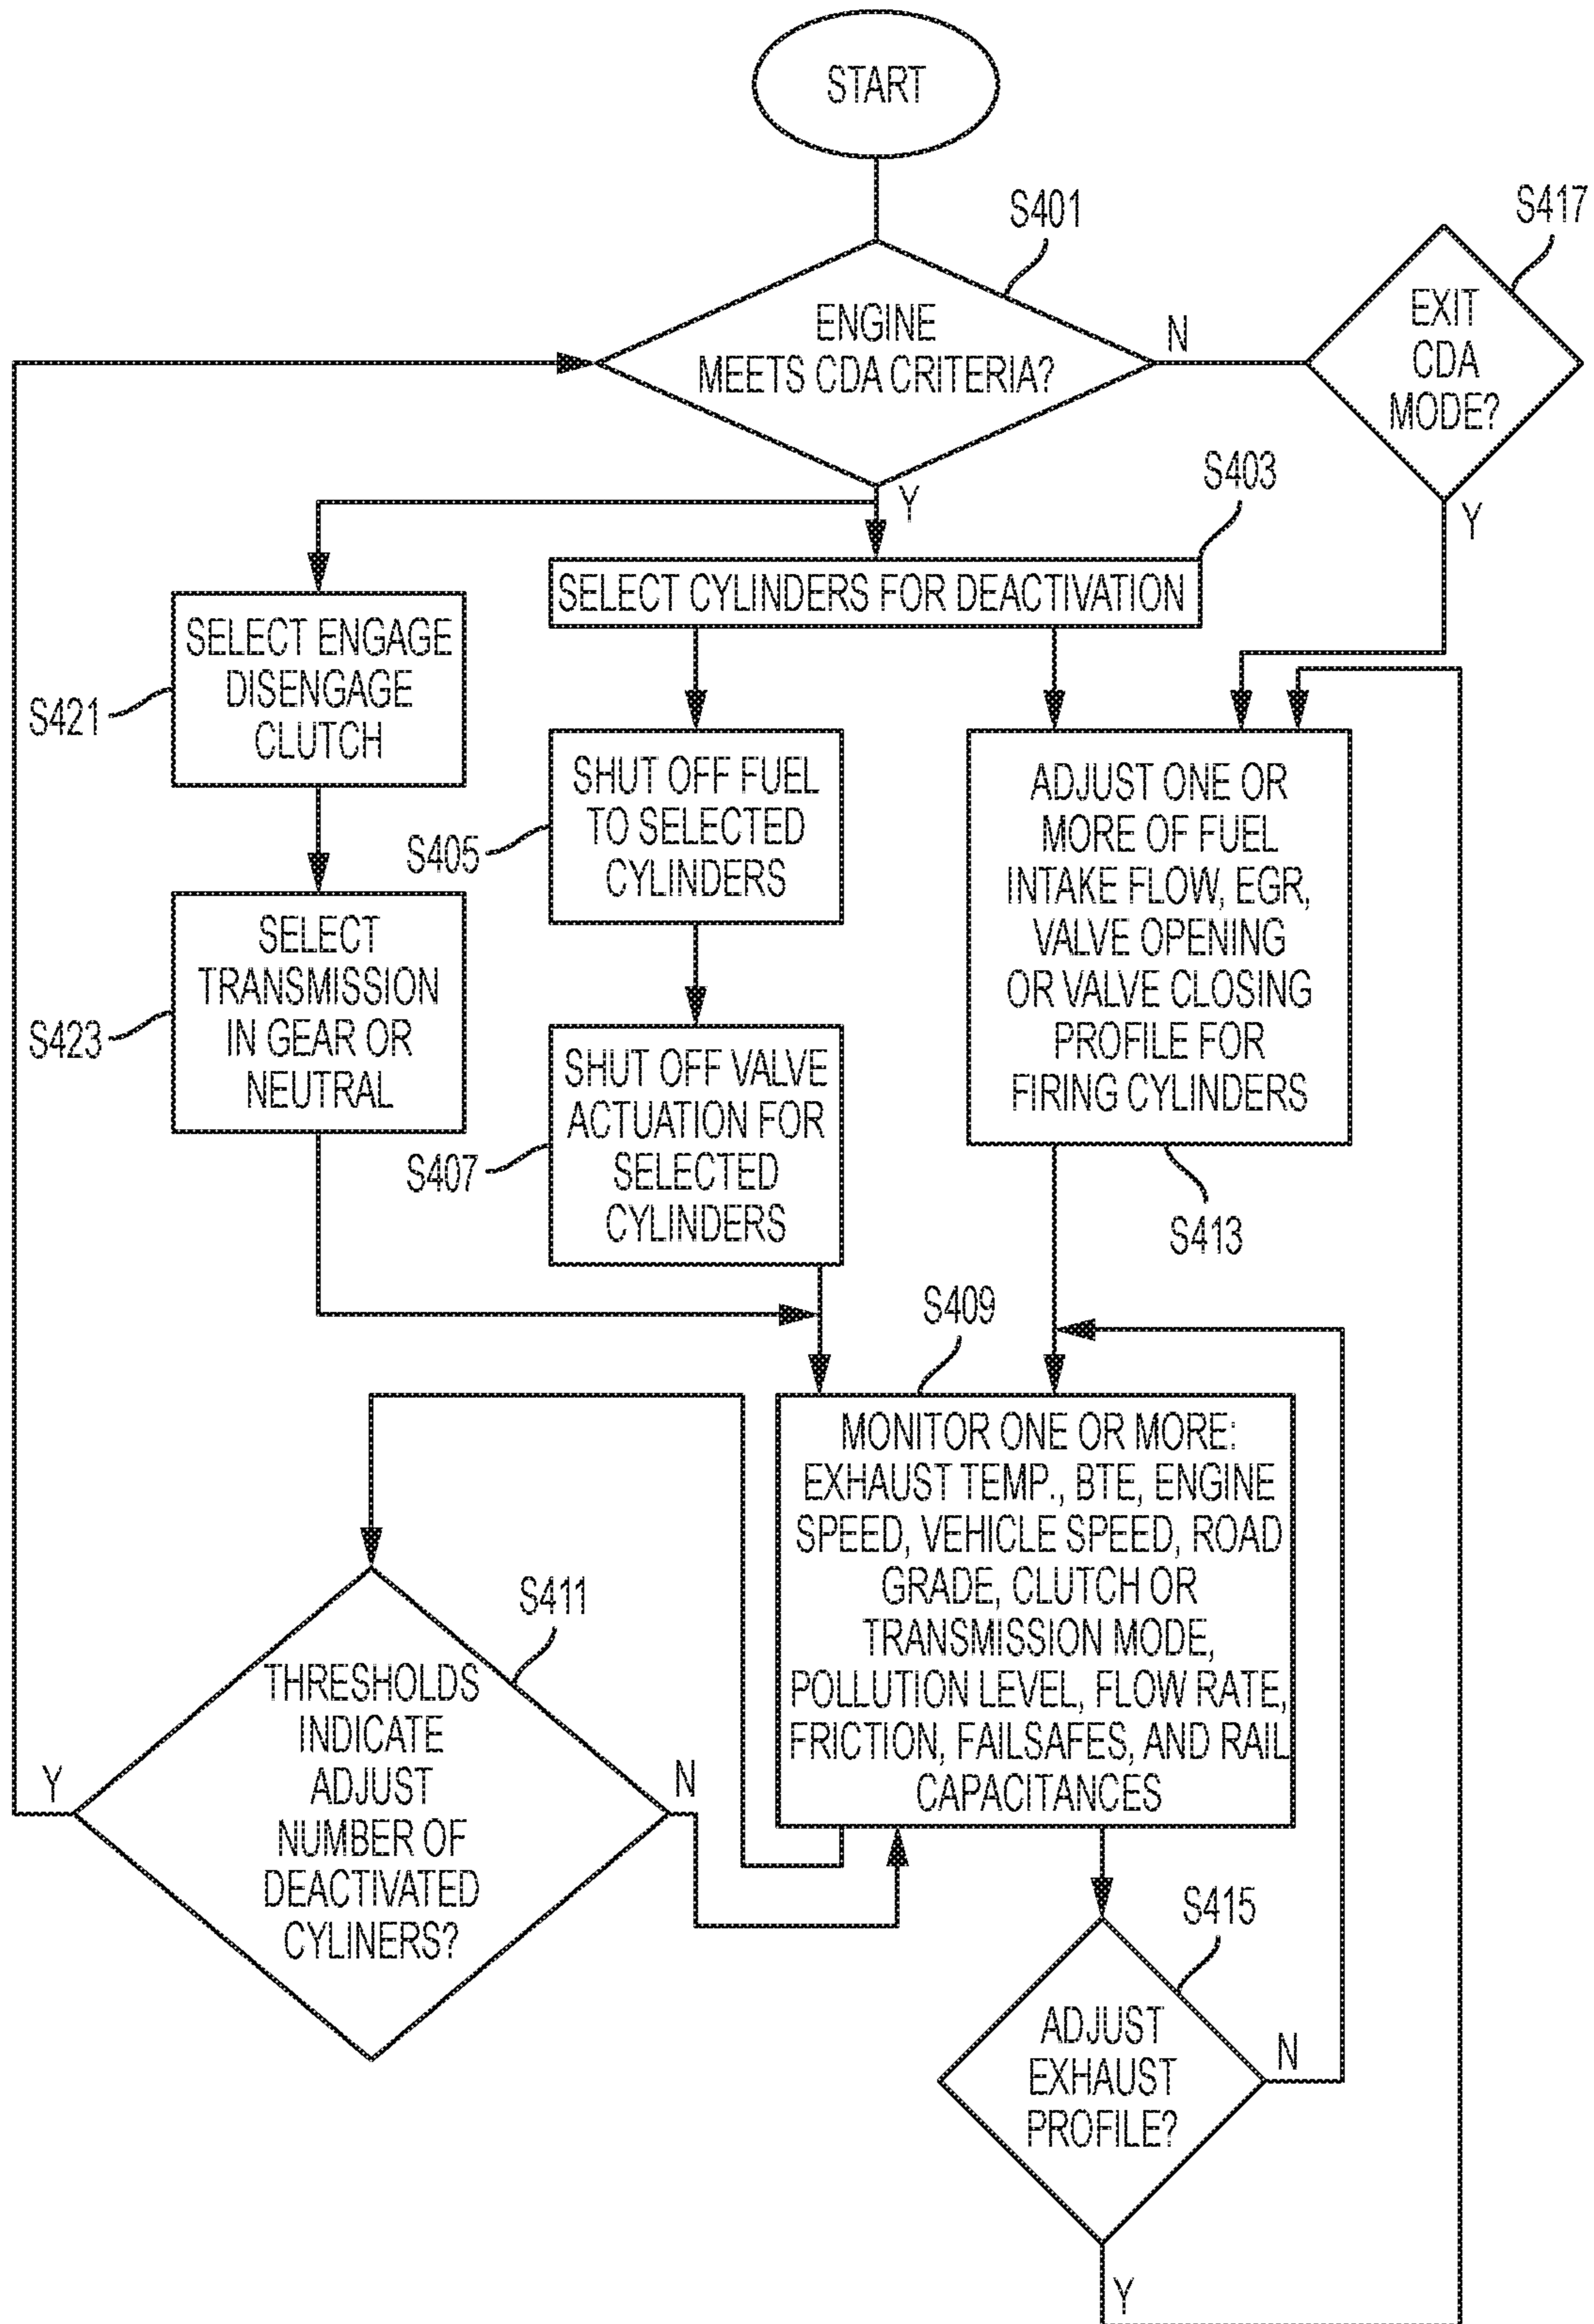 START
S401
S417
ENGINE
MEETS CDA CRITERIA?
N
EXIT
CDA
MODE?
Y
Y
S403
SELECT CYLINDERS FOR DEACTIVATION
SELECT ENGAGE
DISENGAGE
CLUTCH
S421
SHUT OFF FUEL
TO SELECTED
CYLINDERS
S405
ADJUST ONE OR
MORE OF FUEL
INTAKE FLOW, EGR,
VALVE OPENING
OR VALVE CLOSING
PROFILE FOR
FIRING CYLINDERS
S413
SELECT
TRANSMISSION
IN GEAR OR
NEUTRAL
S423
SHUT OFF VALVE
ACTUATION FOR
SELECTED
CYLINDERS
S407
S409
MONITOR ONE OR MORE:
EXHAUST TEMP., BTE, ENGINE
SPEED, VEHICLE SPEED, ROAD
GRADE, CLUTCH OR
TRANSMISSION MODE,
POLLUTION LEVEL, FLOW RATE,
FRICTION, FAILSAFES, AND RAIL
CAPACITANCES
S411
THRESHOLDS
INDICATE
ADJUST
NUMBER OF
DEACTIVATED
CYLINERS?
Y
N
S415
ADJUST
EXHAUST
PROFILE?
N
Y